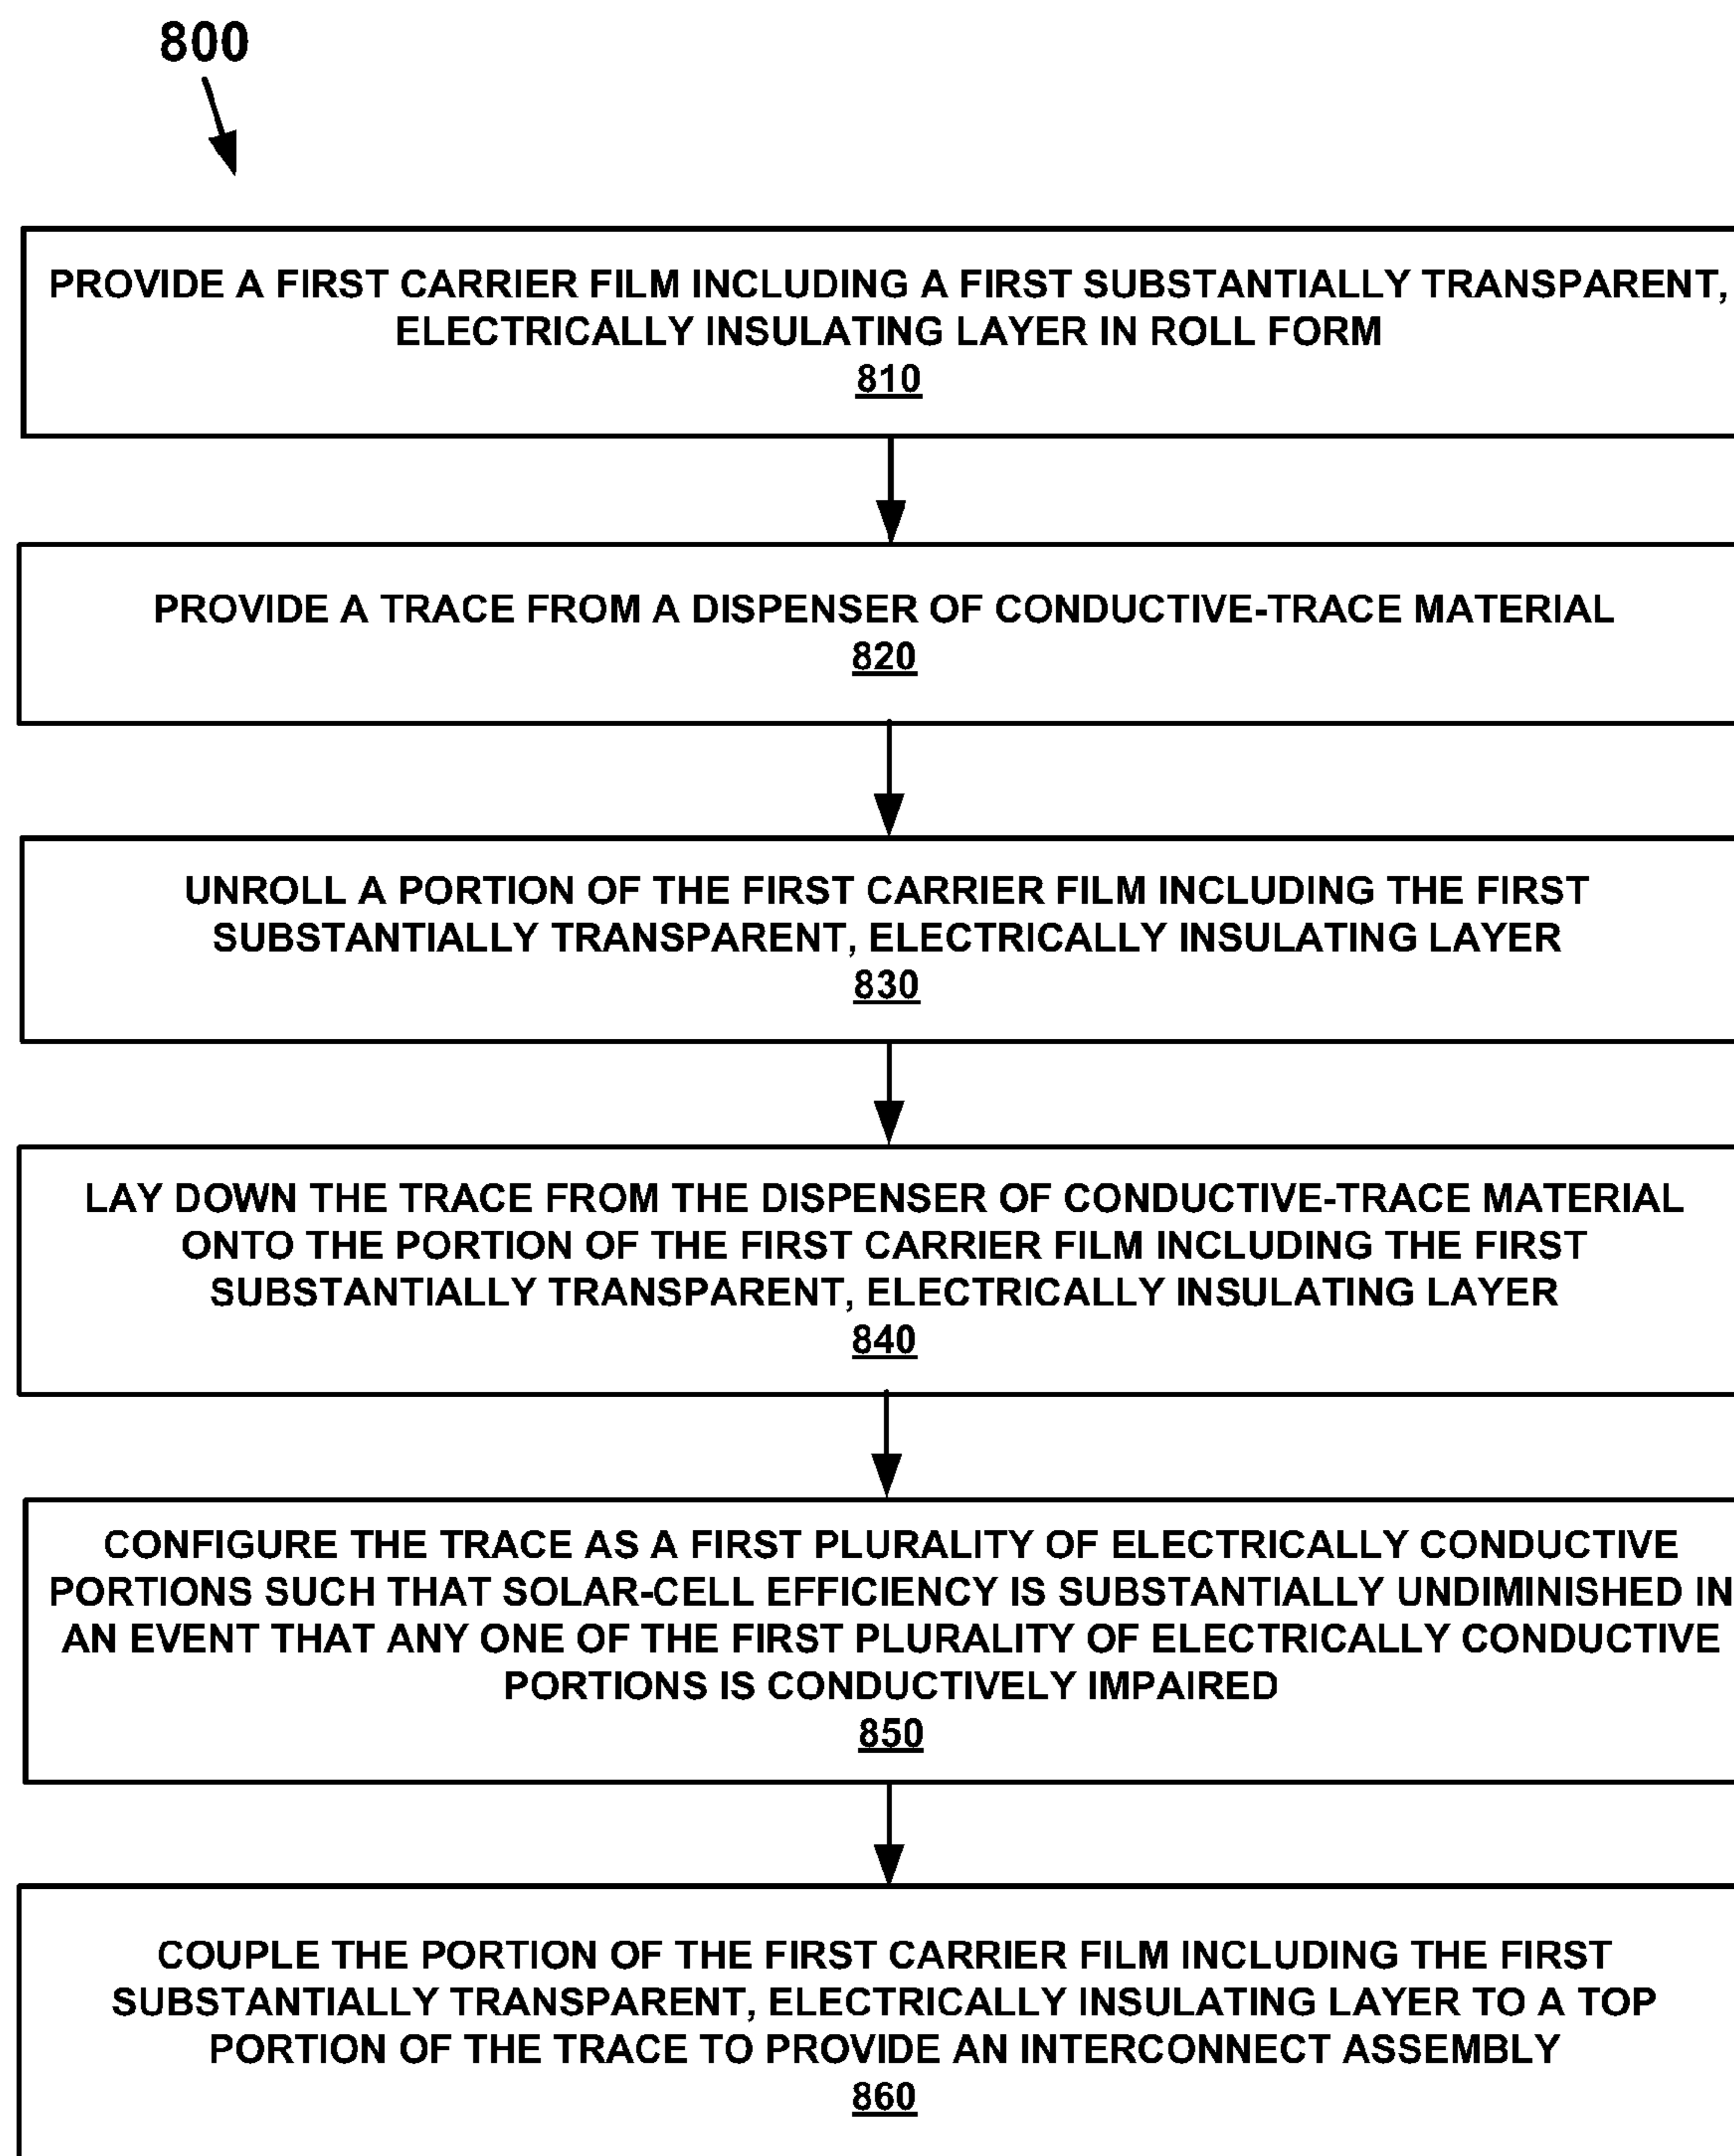 800
PROVIDE A FIRST CARRIER FILM INCLUDING A FIRST SUBSTANTIALLY TRANSPARENT,
ELECTRICALLY INSULATING LAYER IN ROLL FORM
810
PROVIDE A TRACE FROM A DISPENSER OF CONDUCTIVE-TRACE MATERIAL
820
UNROLL A PORTION OF THE FIRST CARRIER FILM INCLUDING THE FIRST
SUBSTANTIALLY TRANSPARENT, ELECTRICALLY INSULATING LAYER
830
LAY DOWN THE TRACE FROM THE DISPENSER OF CONDUCTIVE-TRACE MATERIAL
ONTO THE PORTION OF THE FIRST CARRIER FILM INCLUDING THE FIRST
SUBSTANTIALLY TRANSPARENT, ELECTRICALLY INSULATING LAYER
840
CONFIGURE THE TRACE AS A FIRST PLURALITY OF ELECTRICALLY CONDUCTIVE
PORTIONS SUCH THAT SOLAR-CELL EFFICIENCY IS SUBSTANTIALLY UNDIMINISHED IN
AN EVENT THAT ANY ONE OF THE FIRST PLURALITY OF ELECTRICALLY CONDUCTIVE
PORTIONS IS CONDUCTIVELY IMPAIRED
850
COUPLE THE PORTION OF THE FIRST CARRIER FILM INCLUDING THE FIRST
SUBSTANTIALLY TRANSPARENT, ELECTRICALLY INSULATING LAYER TO A TOP
PORTION OF THE TRACE TO PROVIDE AN INTERCONNECT ASSEMBLY
860